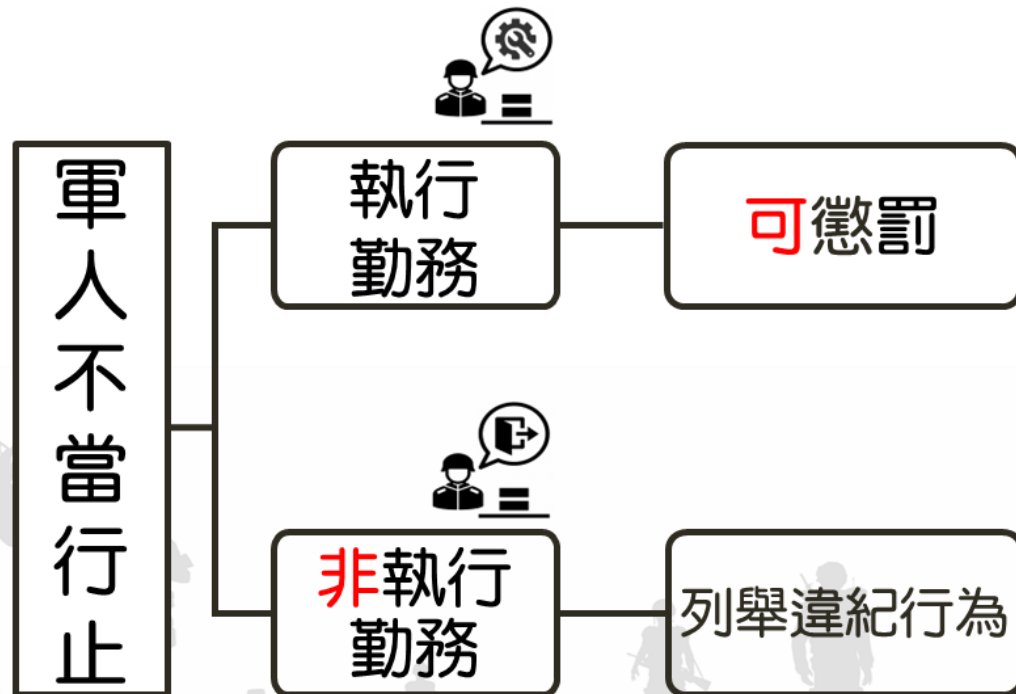 軍人不當行止
執行
勤務
可懲罰
非執行
勤務
列舉違紀行為